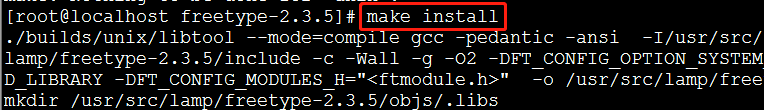 [root@localhost freetype-2.3.5]# make install
./builds/unix/libtool --mode=compile gcc -pedantic -ansi  -I/usr/src/
lamp/freetype-2.3.5/include -c -Wall -g -O2 -DFT_CONFIG_OPTION_SYSTEM_
D_LIBRARY -DFT_CONFIG_MODULES_H="<ftmodule.h>"  -o /usr/src/lamp/free
mkdir /usr/src/lamp/freetype-2.3.5/objs/.libs